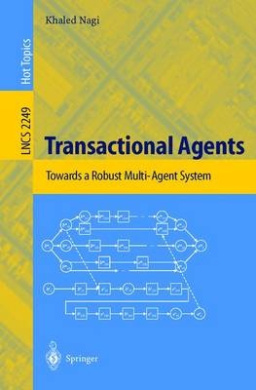 Khaled Nagi
LNCS 2249
Hot Topics
Transactional Agents
Towards a Robust Multi-Agent System
Springer